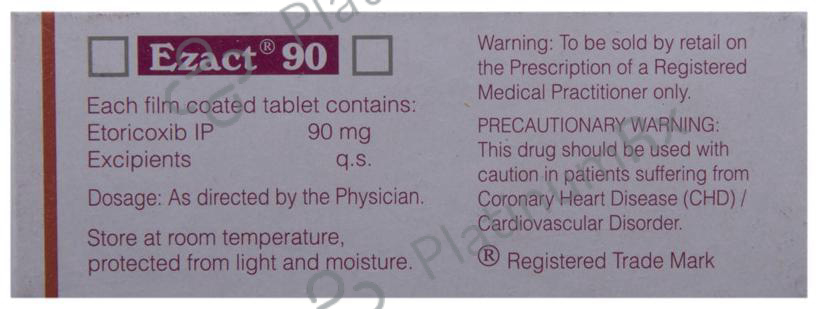 Ezact® 90
Each film coated tablet contains:
Etoricoxib IP 90 mg
Excipients q.s.
Dosage: As directed by the Physician.
Store at room temperature,
protected from light and moisture.
Warning: To be sold by retail on
the Prescription of a Registered
Medical Practitioner only.
PRECAUTIONARY WARNING:
This drug should be used with
caution in patients suffering from
Coronary Heart Disease (CHD) /
Cardiovascular Disorder.
® Registered Trade Mark
PlatinumRx